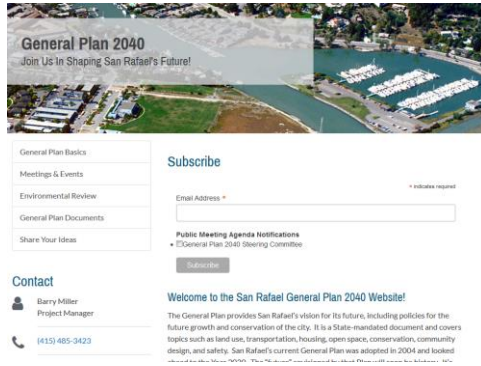 General Plan 2040
Join Us In Shaping San Rafael's Future!
General Plan Basics
Meetings & Events
Environmental Review
General Plan Documents
Share Your Ideas
Contact
Barry Miller
Project Manager
(415) 485-3423
Subscribe
* indicates required
Email Address *
Public Meeting Agenda Notifications
General Plan 2040 Steering Committee
Subscribe
Welcome to the San Rafael General Plan 2040 Website!
The General Plan provides San Rafael's vision for its future, including policies for the
future growth and conservation of the city. It is a State-mandated document and covers
topics such as land use, transportation, housing, open space, conservation, community
design, and safety. San Rafael's current General Plan was adopted in 2004 and looked